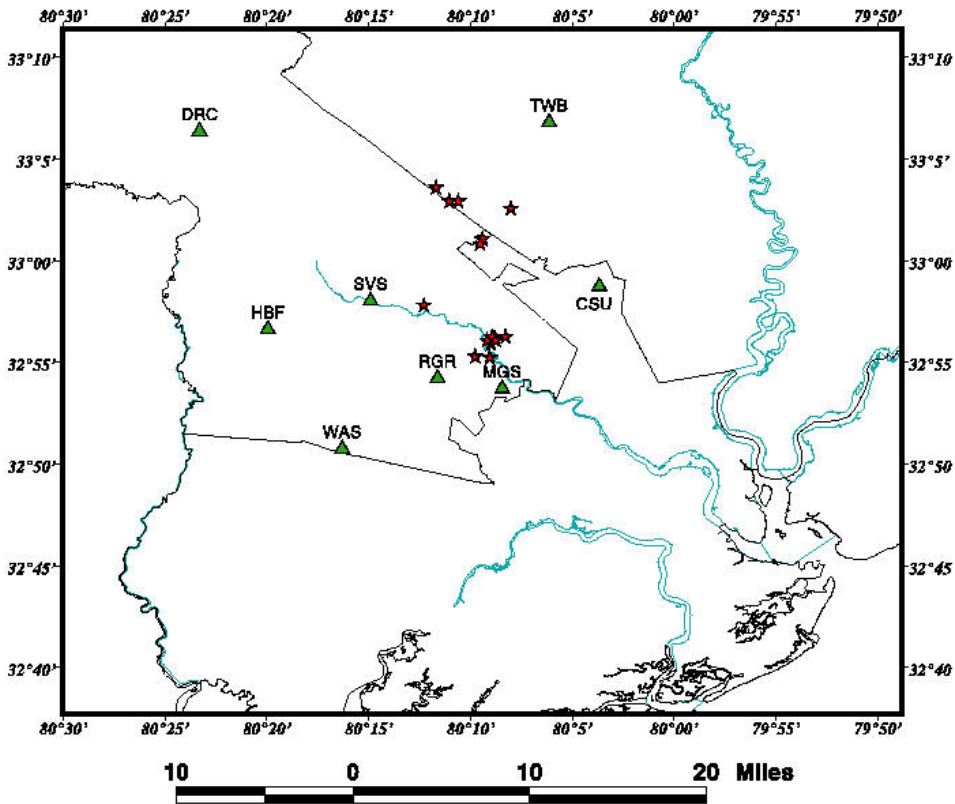 80°30' 80°25' 80°20' 80°15' 80°10' 80°05' 80°00' 79°55' 79°50'
33°10' 33°10'
TWB
DRC
33°5' 33°5'
33°00' 33°00'
SVS
CSU
HBF
32°55' 32°55'
RGR MGS
WAS
32°50' 32°50'
32°45' 32°45'
32°40' 32°40'
80°30' 80°25' 80°20' 80°15' 80°10' 80°5' 80°00' 79°55' 79°50'
10 0 10 20 Miles